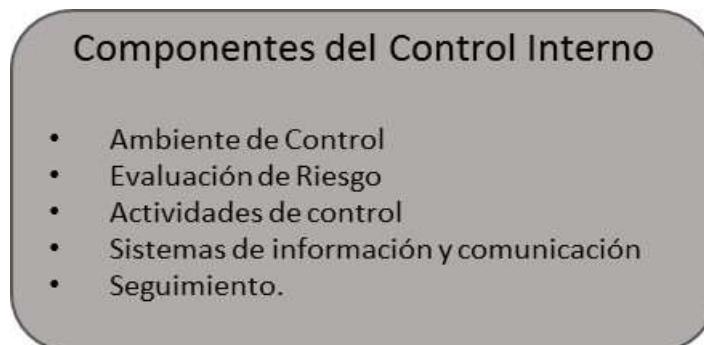 Componentes del Control Interno
• Ambiente de Control
• Evaluación de Riesgo
• Actividades de control
• Sistemas de información y comunicación
• Seguimiento.